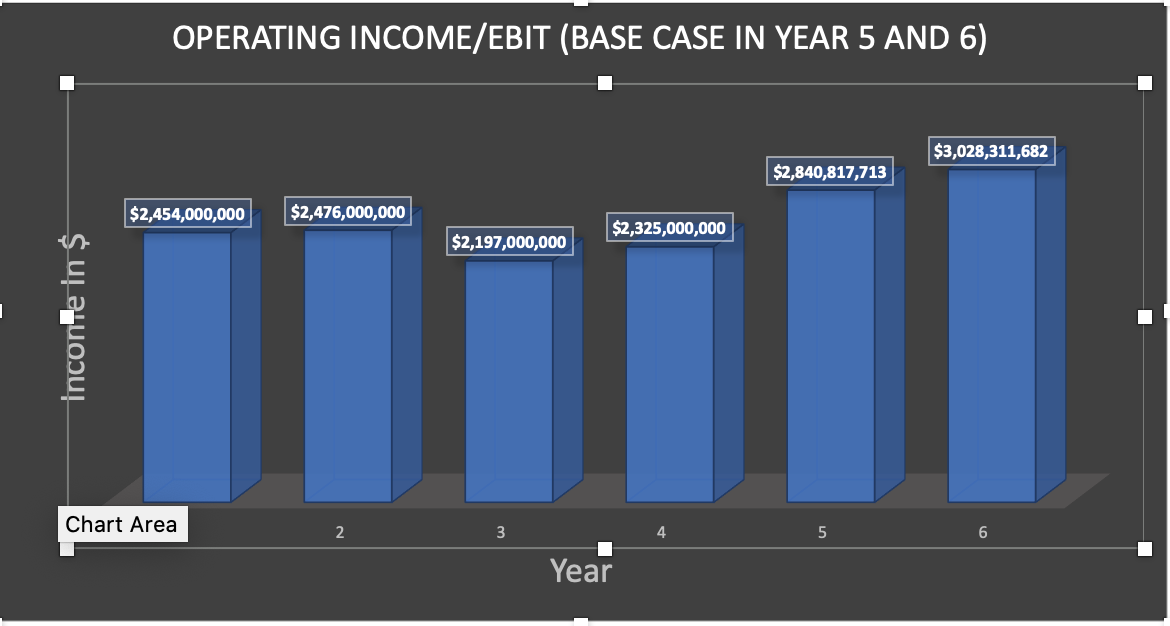 OPERATING INCOME/EBIT (BASE CASE IN YEAR 5 AND 6)
Income In $
$2,454,000,000
$2,476,000,000
$2,197,000,000
$2,325,000,000
$2,840,817,713
$3,028,311,682
Chart Area
2
3
4
5
6
Year